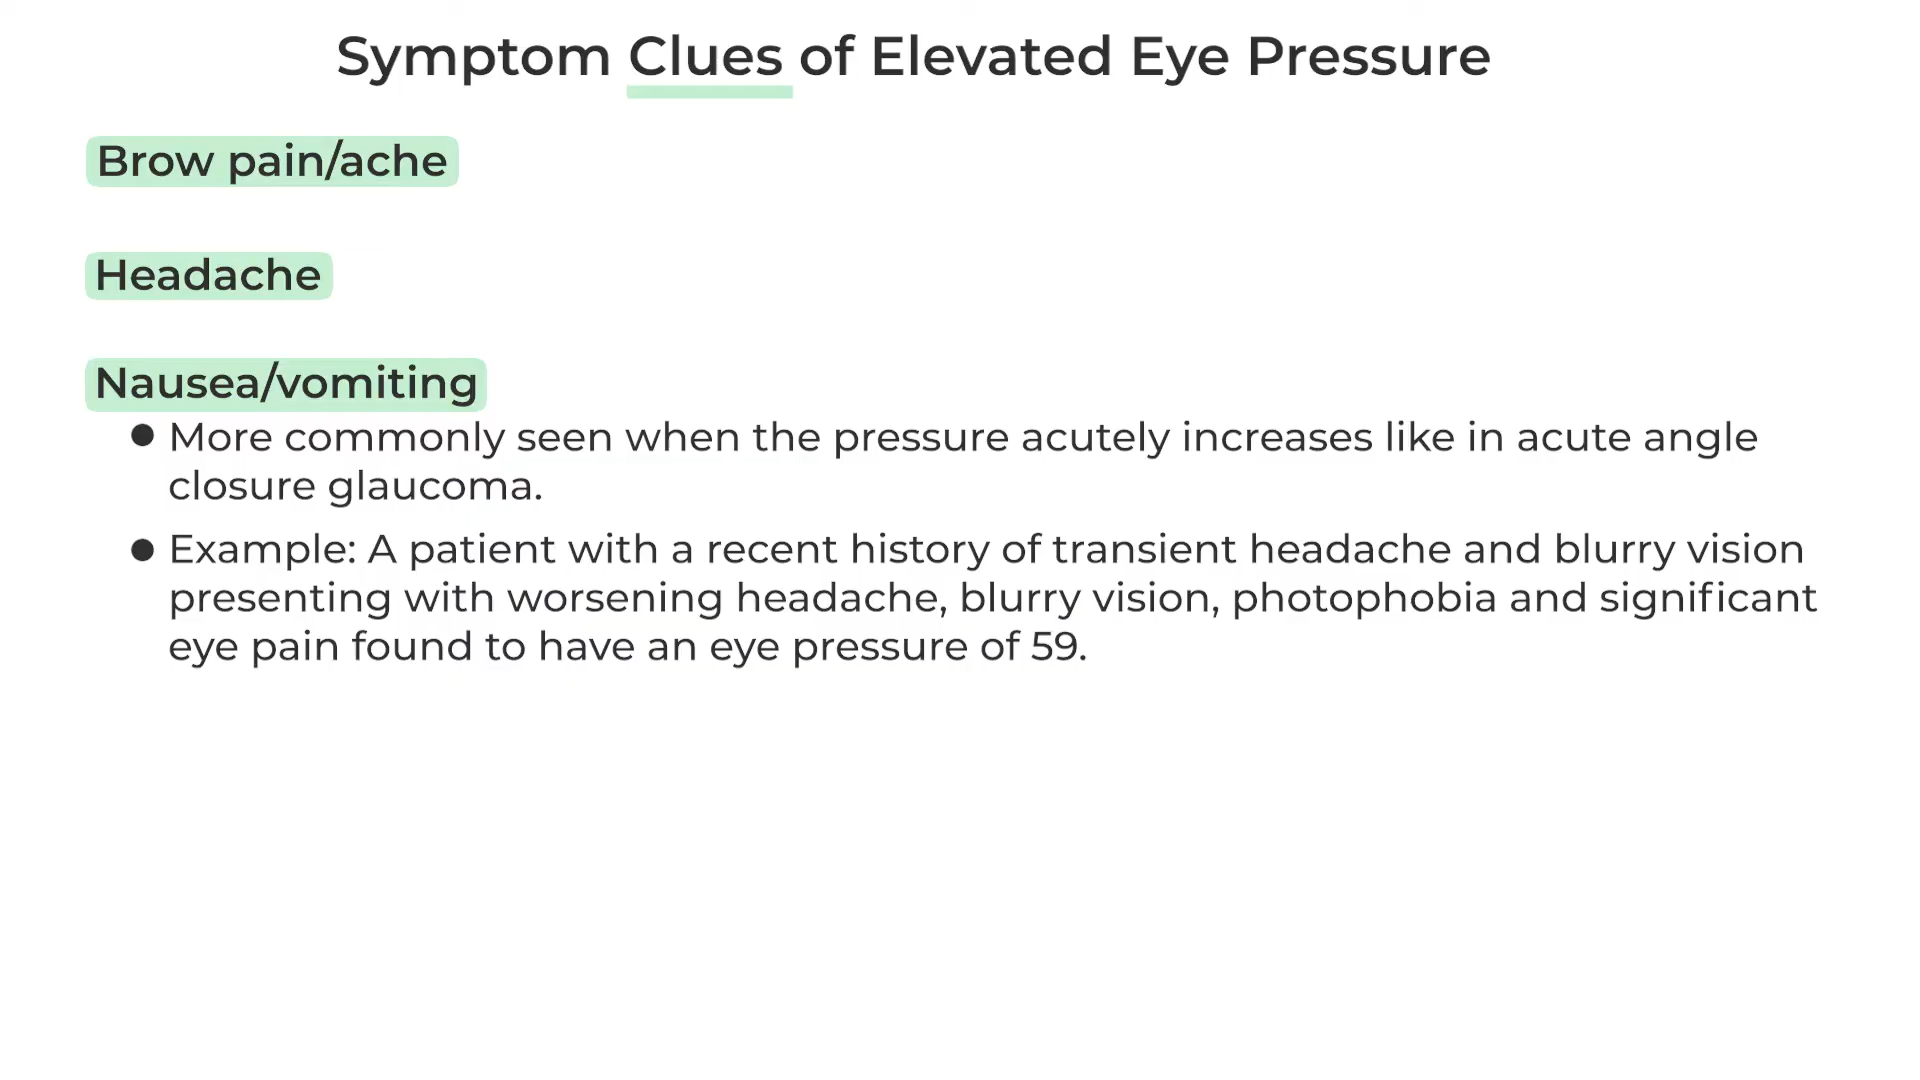 Symptom Clues of Elevated Eye Pressure
Brow pain/ache
Headache
Nausea/vomiting
● More commonly seen when the pressure acutely increases like in acute angle
closure glaucoma.
● Example: A patient with a recent history of transient headache and blurry vision
presenting with worsening headache, blurry vision, photophobia and significant
eye pain found to have an eye pressure of 59.